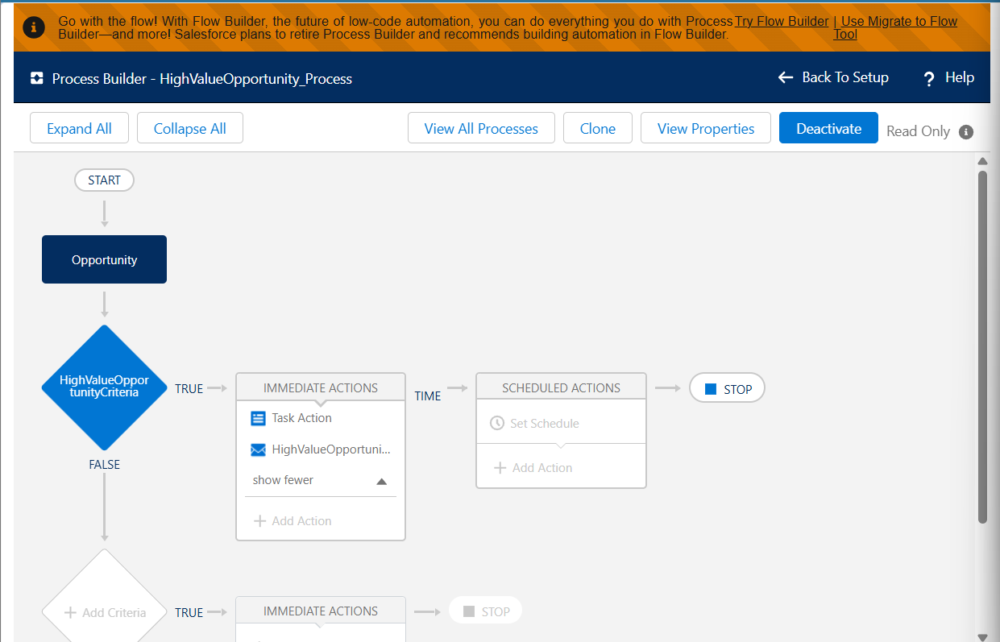 Go with the flow! With Flow Builder, the future of low-code automation, you can do everything you do with Process
Builder—and more! Salesforce plans to retire Process Builder and recommends building automation in Flow Builder.
Try Flow Builder | Use Migrate to Flow
Tool
Process Builder - HighValueOpportunity_Process
Back To Setup
? Help
Expand All
Collapse All
View All Processes
Clone
View Properties
Deactivate
Read Only
START
Opportunity
HighValueOppor
tunityCriteria
TRUE
IMMEDIATE ACTIONS
Task Action
HighValueOpportuni...
show fewer
+ Add Action
TIME
SCHEDULED ACTIONS
Set Schedule
+ Add Action
STOP
FALSE
+ Add Criteria
TRUE
IMMEDIATE ACTIONS
STOP